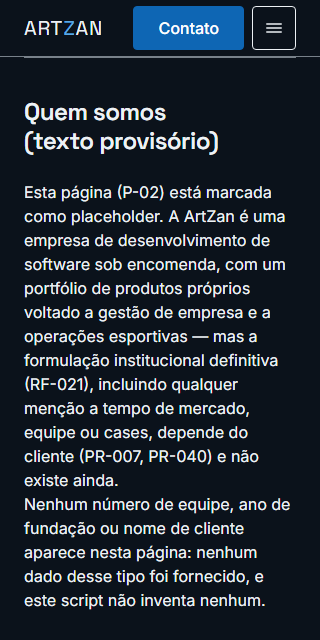 ARTZAN
Contato
Quem somos
(texto provisório)
Esta página (P-02) está marcada
como placeholder. A ArtZan é uma
empresa de desenvolvimento de
software sob encomenda, com um
portfólio de produtos próprios
voltado a gestão de empresa e a
operações esportivas — mas a
formulação institucional definitiva
(RF-021), incluindo qualquer
menção a tempo de mercado,
equipe ou cases, depende do
cliente (PR-007, PR-040) e não
existe ainda.
Nenhum número de equipe, ano de
fundação ou nome de cliente
aparece nesta página: nenhum
dado desse tipo foi fornecido, e
este script não inventa nenhum.